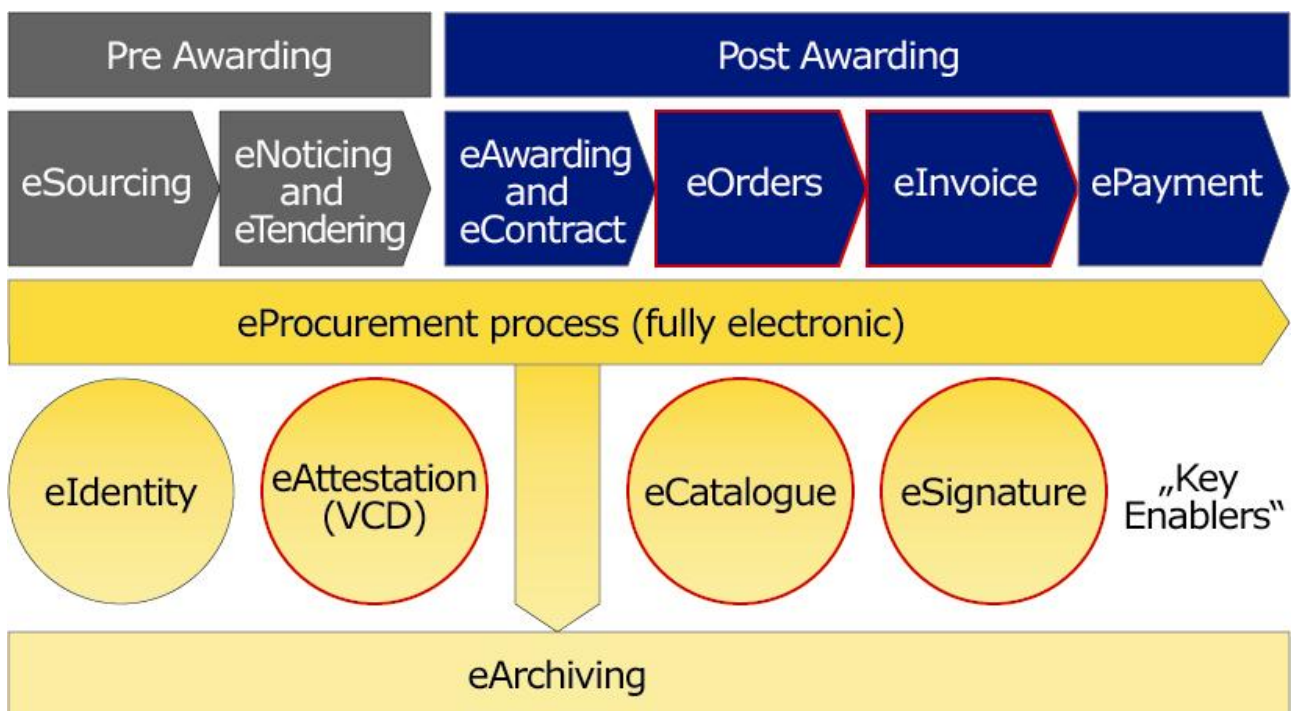 Pre Awarding
Post Awarding
eSourcing
eNoticing
and
eTendering
eAwarding
and
eContract
eOrders
eInvoice
ePayment
eProcurement process (fully electronic)
eIdentity
eAttestation
(VCD)
eCatalogue
eSignature
„Key
Enablers“
eArchiving